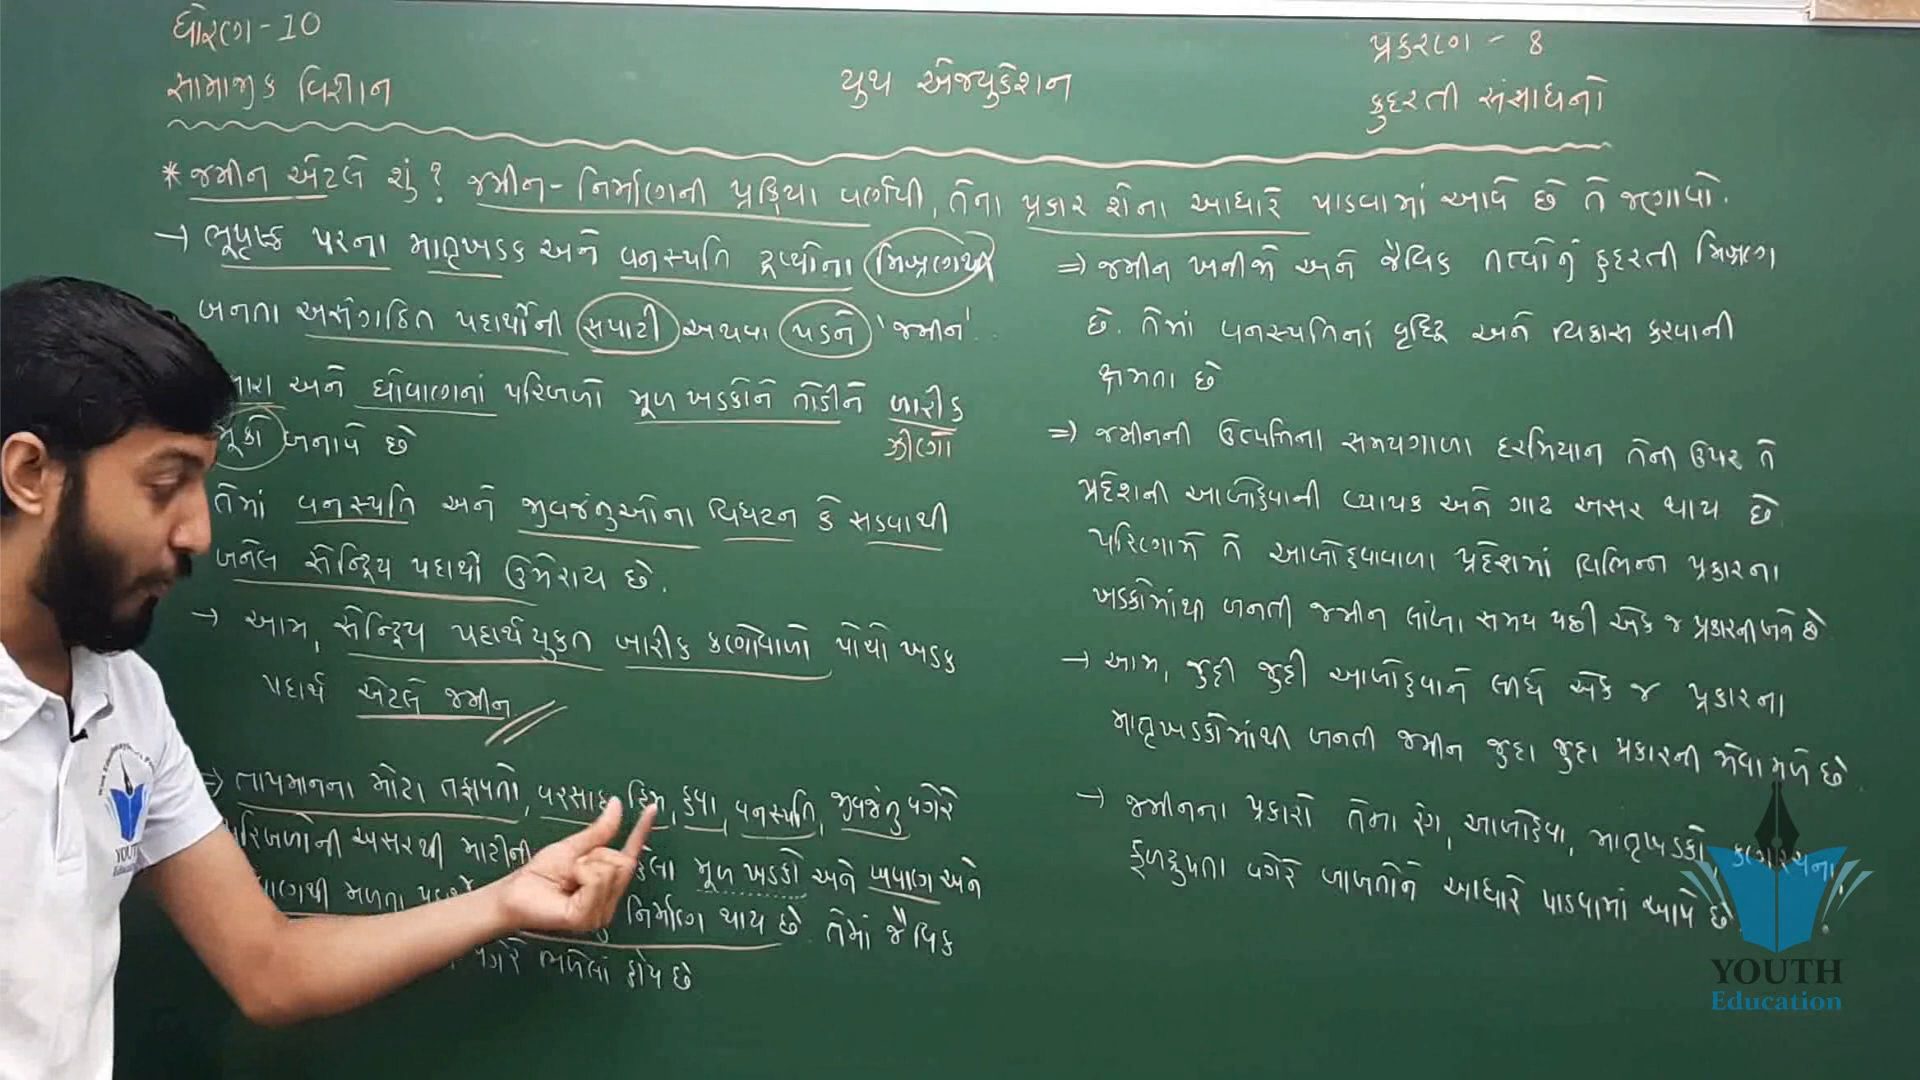 ધોરણ-10
સામાજીક વિજ્ઞાન
યુથ એજ્યુકેશન
પ્રકરણ - 8
કુદરતી સંસાધનો
* જમીન એટલે શું? જમીન-નિર્માણની પ્રક્રિયા વર્ણવી, તેના પ્રકાર શેના આધારે પાડવામાં આવે છે તે જણાવો.
→ ભૂપૃષ્ઠ પરના માતૃખડક અને વનસ્પતિ દ્રવ્યોના મિશ્રણથી
બનતા અસંગઠિત પદાર્થોની સપાટી અથવા પડને 'જમીન'..
અને ધોવાણનાં પરિબળો મૂળ ખડકોને તોડીને બારીક
ઝીણો
બનાવે છે
તેમાં વનસ્પતિ અને જીવજંતુઓના વિઘટન કે સડવાથી
બનેલ સેન્દ્રિય પદાર્થો ઉમેરાય છે.
→ આમ, સેન્દ્રિય પદાર્થયુક્ત બારીક કણોવાળો પોચો ખડક
પદાર્થ એટલે જમીન
⇒ તાપમાનના મોટા તફાવતો, વરસાદ, હિમ, હવા, વનસ્પતિ, જીવજંતુ વગેરે
પરિબળોની અસરથી માટીની મૂળ ખડકો અને ખવાણ અને
મળતા નિર્માણ થાય છે. તેમાં જૈવિક
વગેરે ભળેલાં હોય છે
⇒ જમીન ખનીજો અને જૈવિક તત્વોનું કુદરતી મિશ્રણ
છે. તેમાં વનસ્પતિનાં વૃદ્ધિ અને વિકાસ કરવાની
ક્ષમતા છે
⇒ જમીનની ઉત્પત્તિના સમયગાળા દરમિયાન તેની ઉપર તે
પ્રદેશની આબોહવાની વ્યાપક અને ગાઢ અસર થાય છે.
પરિણામે તે આબોહવાવાળા પ્રદેશમાં વિભિન્ન પ્રકારના
ખડકોમાંથી બનતી જમીન લાંબા સમય પછી એક જ પ્રકારની બને છે
→ આમ, જુદી જુદી આબોહવાને લીધે એક જ પ્રકારના
માતૃખડકોમાંથી બનતી જમીન જુદા જુદા પ્રકારની જોવા મળે છે.
→ જમીનના પ્રકારો તેના રંગ, આબોહવા, માતૃખડકો, કણરચના,
ફળદ્રુપતા વગેરે બાબતોને આધારે પાડવામાં આવે છે.
YOUTH
Education